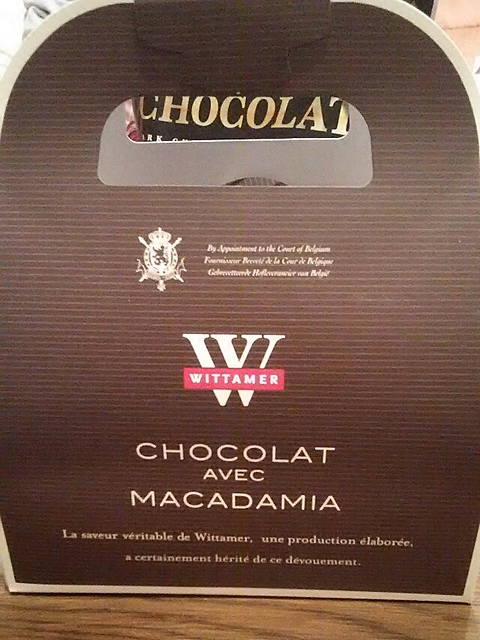 CHOCOLAT
By Appointment to the Court of Belgium
Fournisseur Breveté de la Cour de Belgique
Gebrevetteerde Hofleverancier van België
W
WITTAMER
CHOCOLAT
AVEC
MACADAMIA
La saveur véritable de Wittamer, une production élaborée,
a certainement hérité de ce dévouement.